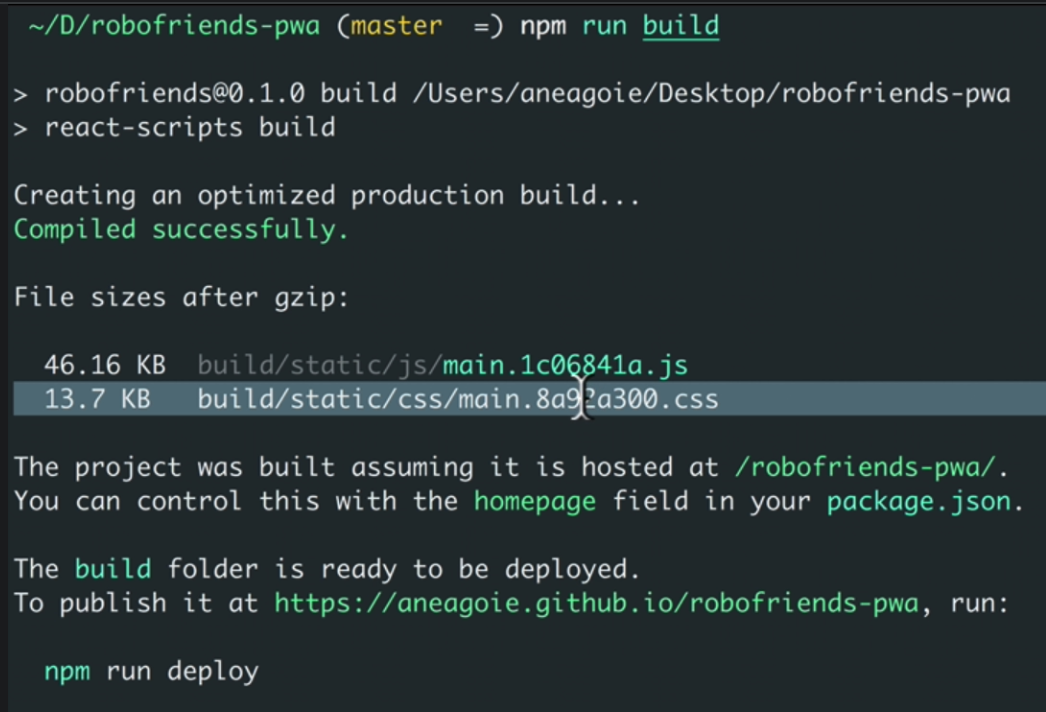 ~/D/robofriends-pwa (master =) npm run build
> robofriends@0.1.0 build /Users/aneagoie/Desktop/robofriends-pwa
> react-scripts build
Creating an optimized production build...
Compiled successfully.
File sizes after gzip:
46.16 KB build/static/js/main.1c06841a.js
13.7 KB build/static/css/main.8a92a300.css
The project was built assuming it is hosted at /robofriends-pwa/.
You can control this with the homepage field in your package.json.
The build folder is ready to be deployed.
To publish it at https://aneagoie.github.io/robofriends-pwa, run:
npm run deploy